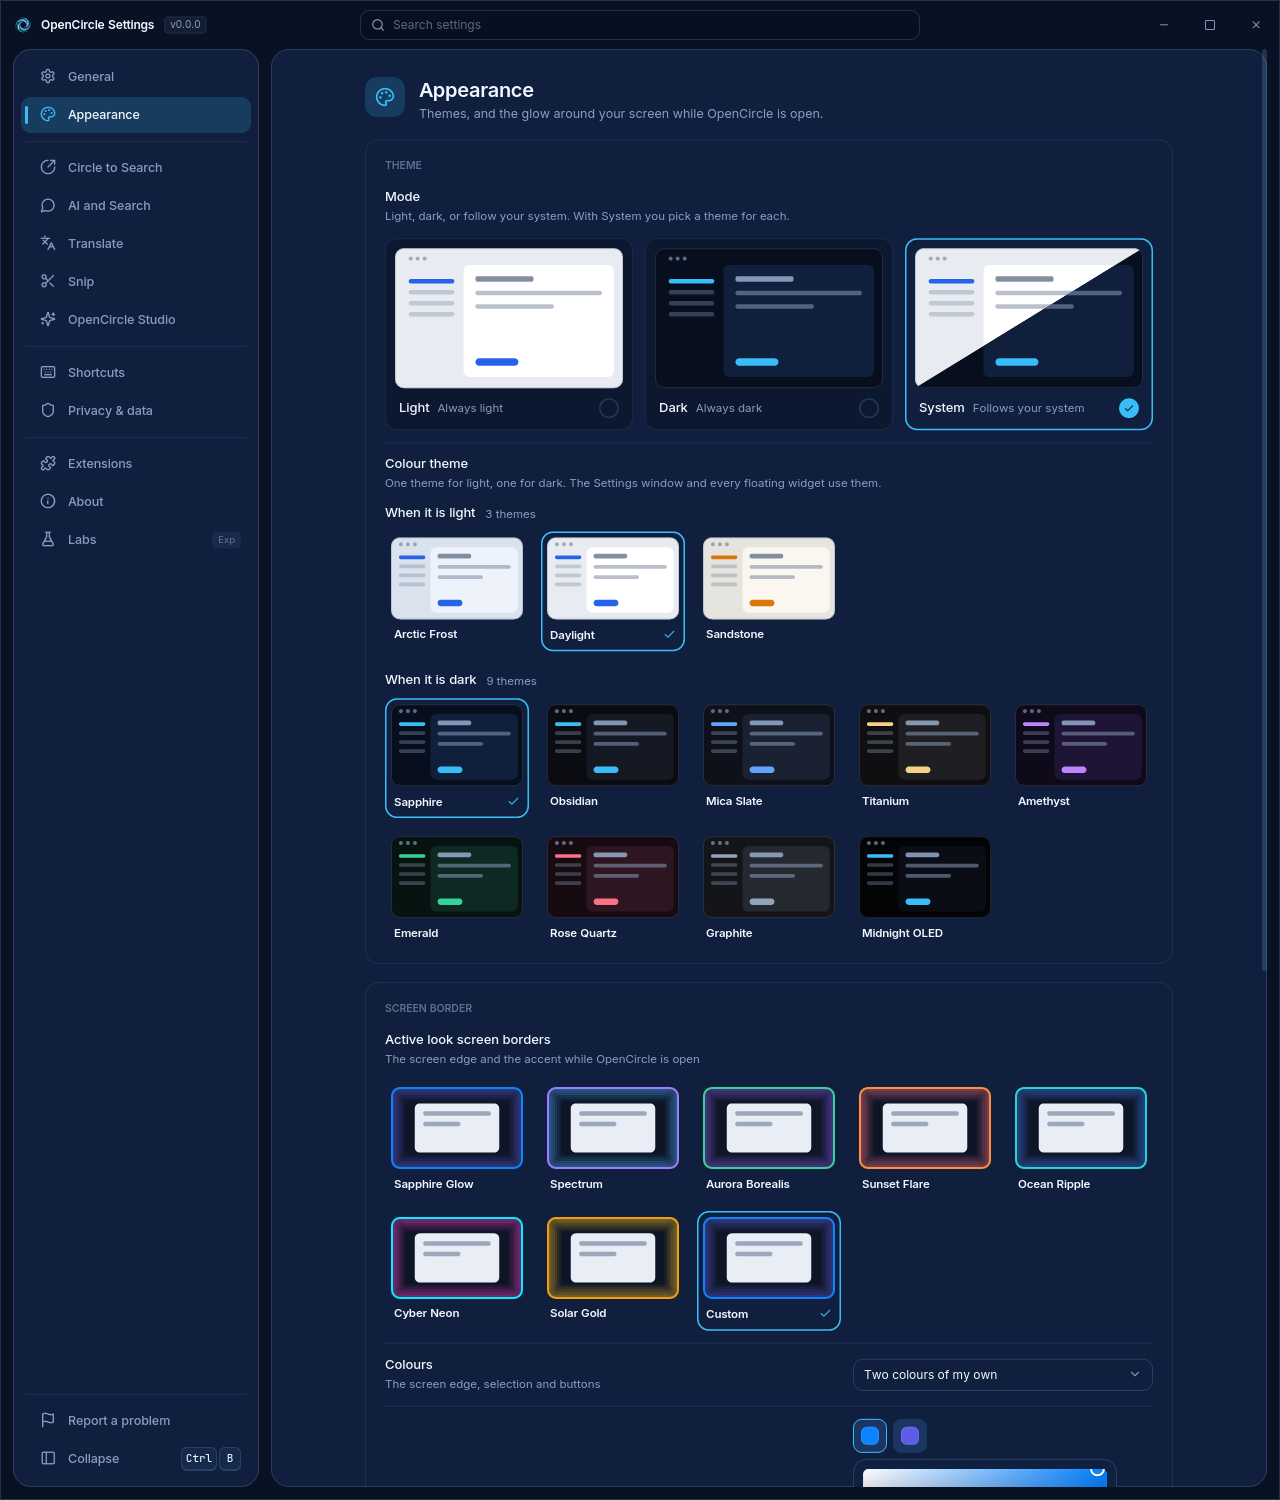 OpenCircle Settings v0.0.0
Search settings
General
Appearance
Circle to Search
AI and Search
Translate
Snip
OpenCircle Studio
Shortcuts
Privacy & data
Extensions
About
Labs Exp
Report a problem
Collapse Ctrl B
Appearance
Themes, and the glow around your screen while OpenCircle is open.
THEME
Mode
Light, dark, or follow your system. With System you pick a theme for each.
Light Always light
Dark Always dark
System Follows your system
Colour theme
One theme for light, one for dark. The Settings window and every floating widget use them.
When it is light 3 themes
Arctic Frost
Daylight
Sandstone
When it is dark 9 themes
Sapphire
Obsidian
Mica Slate
Titanium
Amethyst
Emerald
Rose Quartz
Graphite
Midnight OLED
SCREEN BORDER
Active look screen borders
The screen edge and the accent while OpenCircle is open
Sapphire Glow
Spectrum
Aurora Borealis
Sunset Flare
Ocean Ripple
Cyber Neon
Solar Gold
Custom
Colours
The screen edge, selection and buttons
Two colours of my own